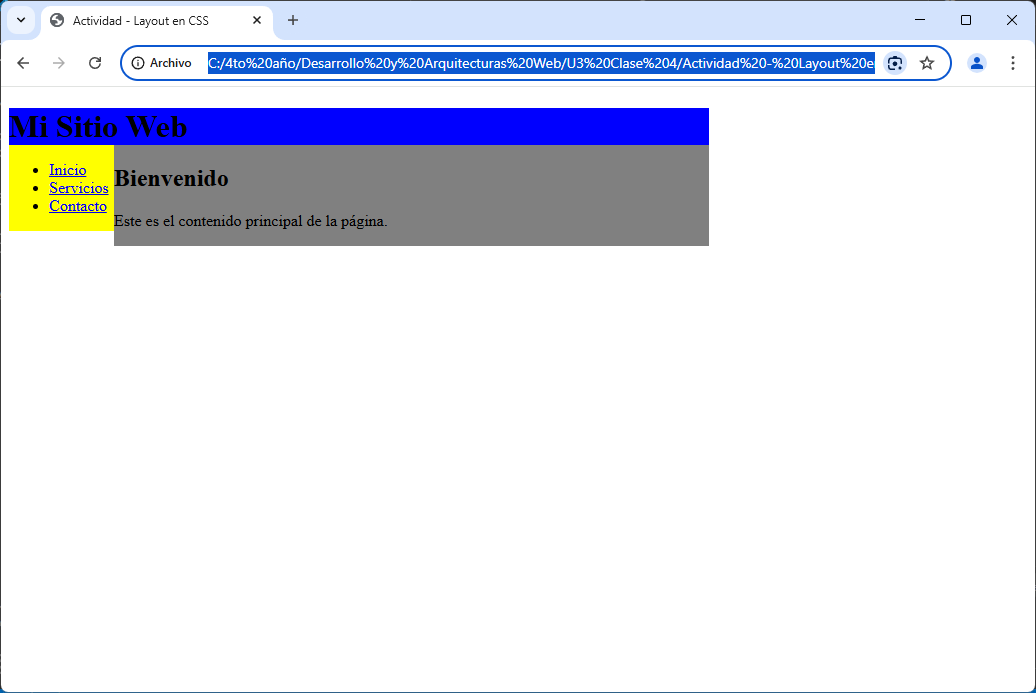 Actividad - Layout en CSS
Archivo C:/4to%20año/Desarrollo%20y%20Arquitecturas%20Web/U3%20Clase%204/Actividad%20-%20Layout%20e
Mi Sitio Web
Inicio
Servicios
Contacto
Bienvenido
Este es el contenido principal de la página.